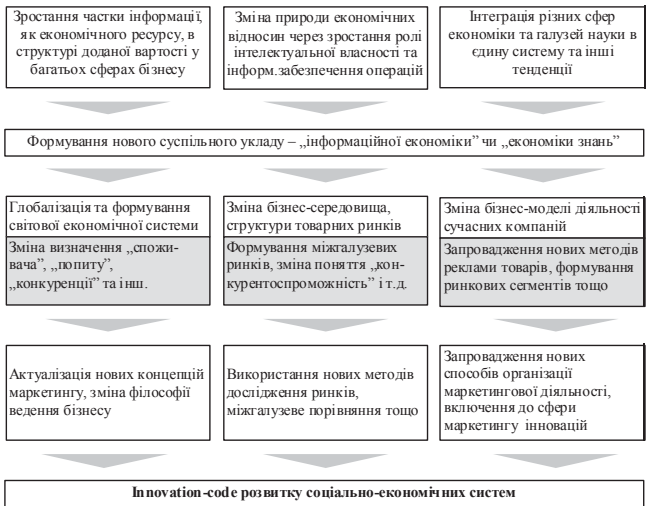 Зростання частки інформації,
як економічного ресурсу, в
структурі доданої вартості у
багатьох сферах бізнесу
Зміна природи економічних
відносин через зростання ролі
інтелектуальної власності та
інформ.забезпечення операцій
Інтеграція різних сфер
економіки та галузей науки в
єдину систему та інші
тенденції
Формування нового суспільного укладу – „інформаційної економіки” чи „економіки знань”
Глобалізація та формування
світової економічної системи
Зміна визначення „спожи-
вача”, „попиту”,
„конкуренції” та інш.
Зміна бізнес-середовища,
структури товарних ринків
Формування міжгалузевих
ринків, зміна поняття „кон-
курентоспроможність” і т.д.
Зміна бізнес-моделі діяльності
сучасних компаній
Запровадження нових методів
реклами товарів, формування
ринкових сегментів тощо
Актуалізація нових концепцій
маркетингу, зміна філософії
ведення бізнесу
Використання нових методів
дослідження ринків,
міжгалузеве порівняння тощо
Запровадження нових
способів організації
маркетингової діяльності,
включення до сфери
маркетингу інновацій
Innovation-code розвитку соціально-економічних систем